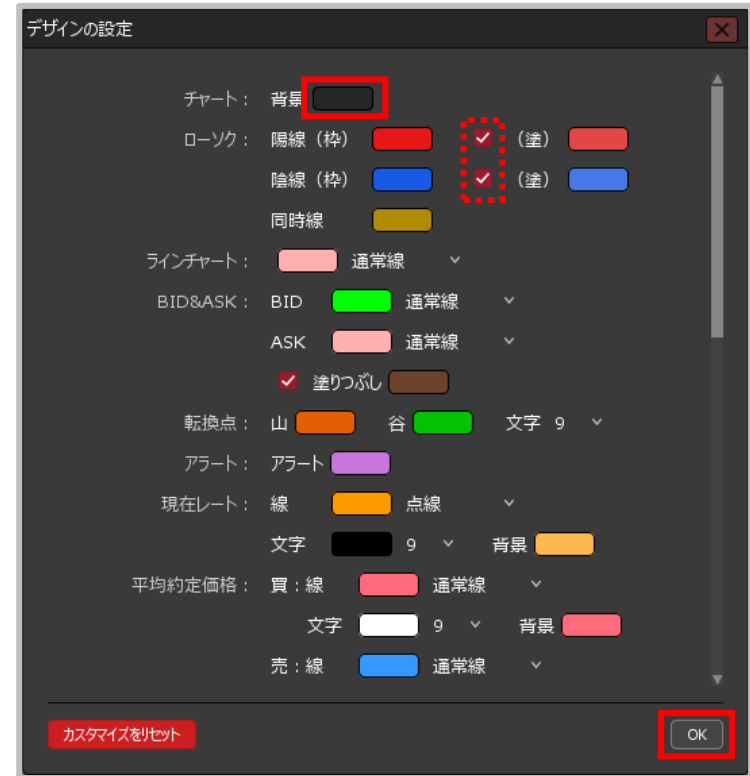 デザインの設定
チャート： 背景
ローソク： 陽線（枠） （塗）
陰線（枠） （塗）
同時線
ラインチャート： 通常線
BID&ASK： BID 通常線
ASK 通常線
塗りつぶし
転換点： 山 谷 文字 9
アラート： アラート
現在レート： 線 点線
文字 9 背景
平均約定価格： 買：線 通常線
文字 9 背景
売：線 通常線
カスタマイズをリセット OK